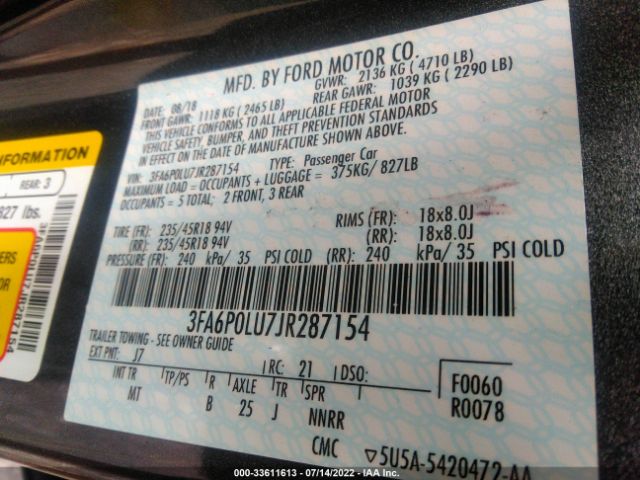 MFD. BY FORD MOTOR CO.
DATE: 08/18 GVWR: 2136 KG ( 4710 LB)
FRONT GAWR: 1118 KG ( 2465 LB) REAR GAWR: 1039 KG ( 2290 LB)
THIS VEHICLE CONFORMS TO ALL APPLICABLE FEDERAL MOTOR
VEHICLE SAFETY, BUMPER, AND THEFT PREVENTION STANDARDS
IN EFFECT ON THE DATE OF MANUFACTURE SHOWN ABOVE.
VIN: 3FA6P0LU7JR287154 TYPE: Passenger Car
MAXIMUM LOAD = OCCUPANTS + LUGGAGE = 375KG/ 827LB
OCCUPANTS = 5 TOTAL; 2 FRONT, 3 REAR
TIRE (FR): 235/45R18 94V RIMS (FR): 18x8.0J
(RR): 235/45R18 94V (RR): 18x8.0J
PRESSURE (FR): 240 kPa/ 35 PSI COLD (RR): 240 kPa/ 35 PSI COLD
3FA6P0LU7JR287154
TRAILER TOWING - SEE OWNER GUIDE
EXT PNT: J7 RC: 21 DSO: F0060
INT TR TP/PS R AXLE TR SPR R0078
MT B 25 J NNRR
CMC ▽5U5A-5420472-AA
NFORMATION
REAR: 3
827 lbs.
3FA6P0LU7JR287154
000-33611613 - 07/14/2022 - IAA Inc.